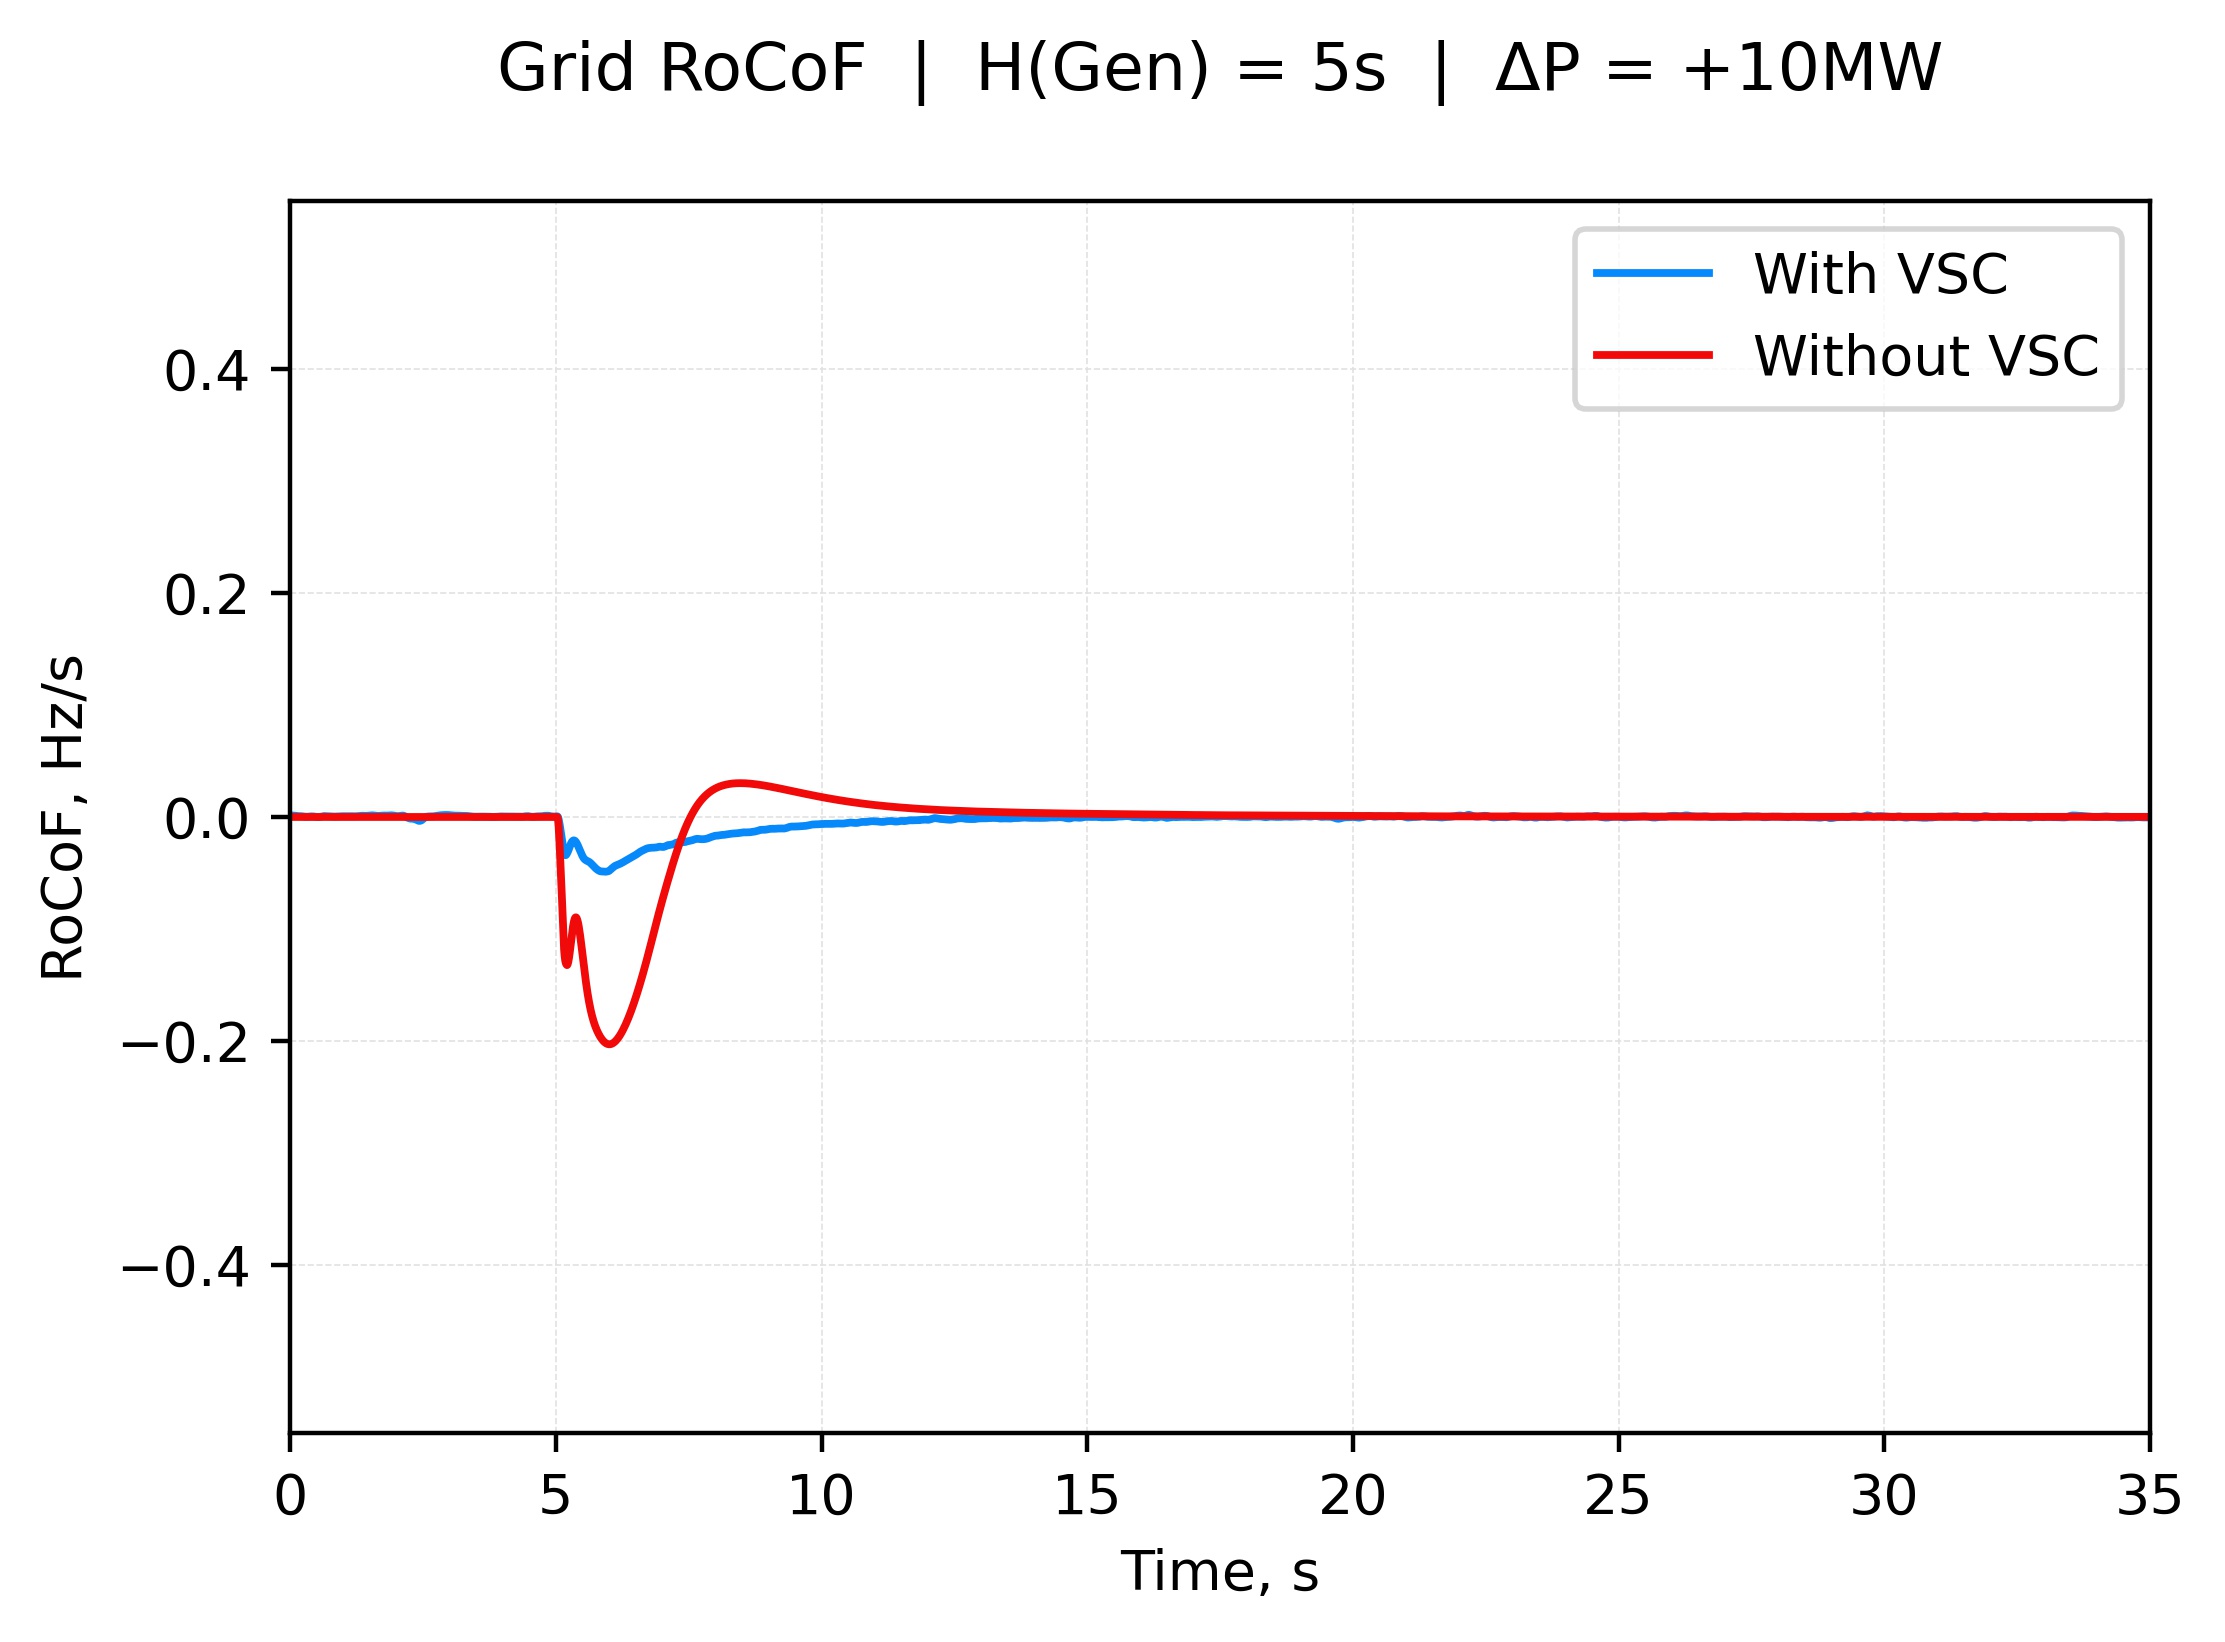 Grid RoCoF | H(Gen) = 5s | ΔP = +10MW
With VSC
Without VSC
0.4
0.2
0.0
−0.2
−0.4
RoCoF, Hz/s
0 5 10 15 20 25 30 35
Time, s